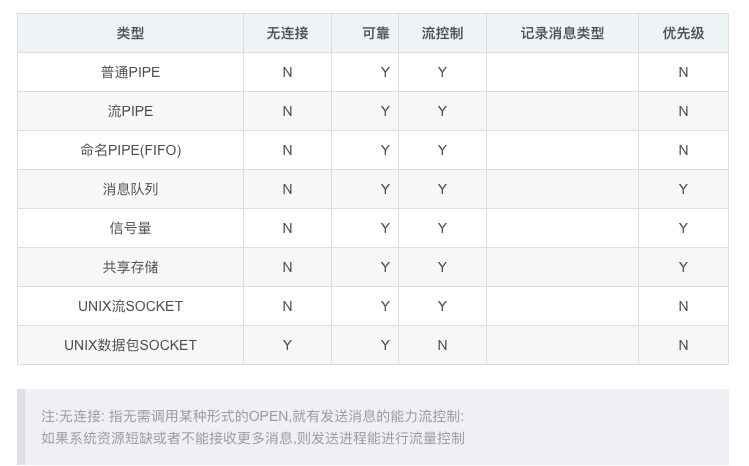 类型 无连接 可靠 流控制 记录消息类型 优先级
普通PIPE N Y Y N
流PIPE N Y Y N
命名PIPE(FIFO) N Y Y N
消息队列 N Y Y Y
信号量 N Y Y Y
共享存储 N Y Y Y
UNIX流SOCKET N Y Y N
UNIX数据包SOCKET Y Y N N
注:无连接: 指无需调用某种形式的OPEN,就有发送消息的能力流控制:
如果系统资源短缺或者不能接收更多消息,则发送进程能进行流量控制